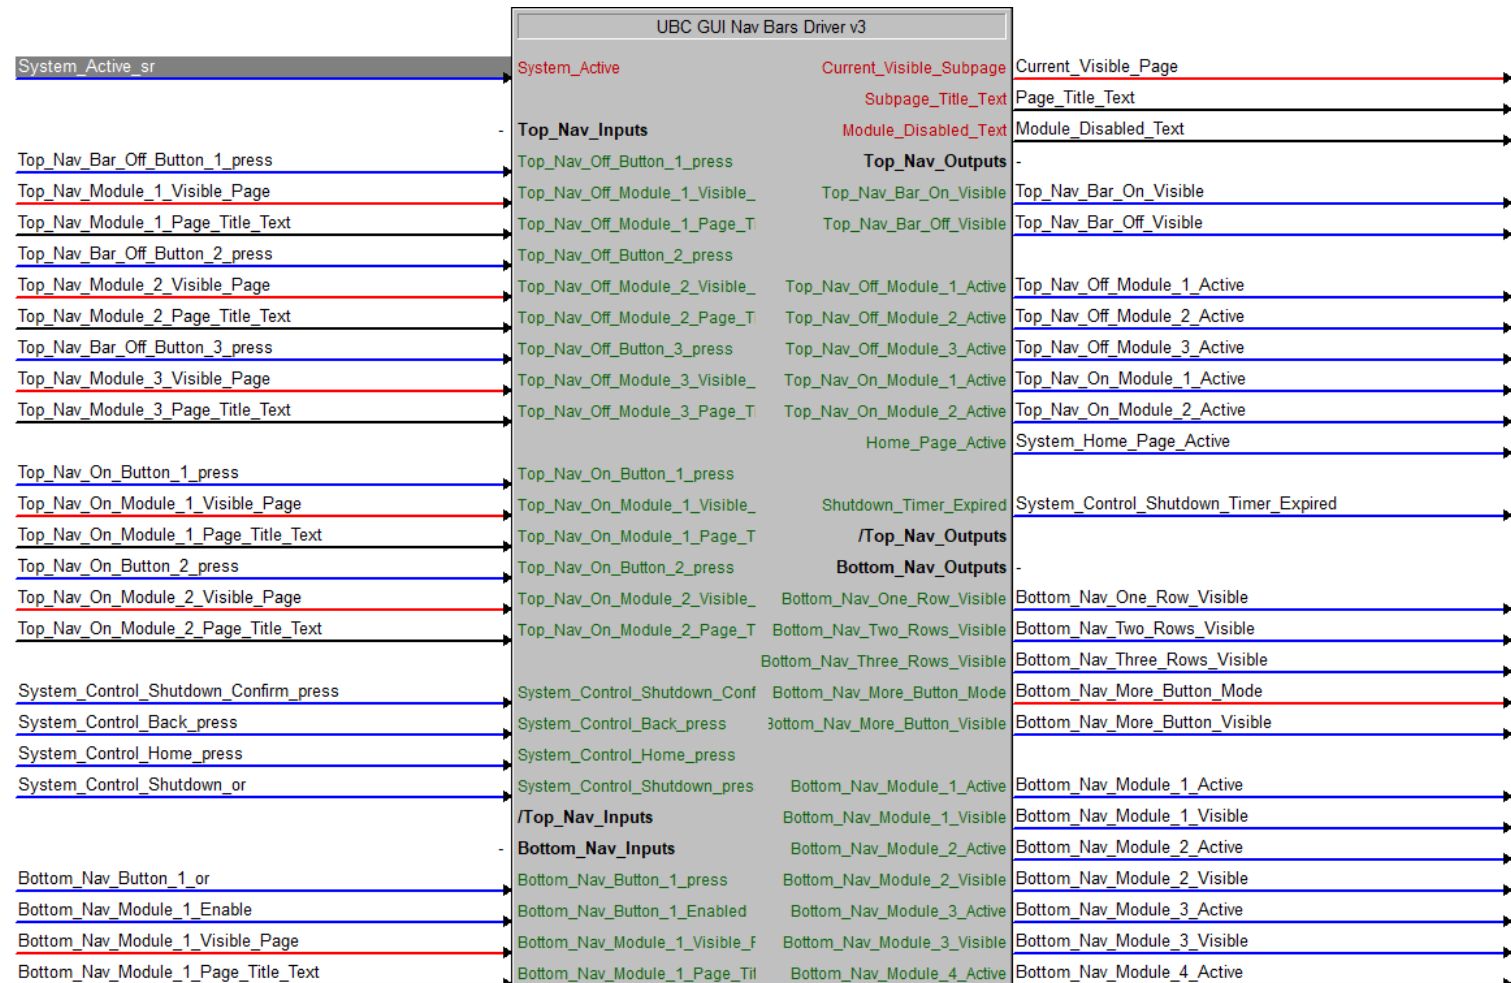 UBC GUI Nav Bars Driver v3
System_Active_sr System_Active Current_Visible_Subpage Current_Visible_Page
Subpage_Title_Text Page_Title_Text
- Top_Nav_Inputs Module_Disabled_Text Module_Disabled_Text
Top_Nav_Bar_Off_Button_1_press Top_Nav_Off_Button_1_press Top_Nav_Outputs -
Top_Nav_Module_1_Visible_Page Top_Nav_Off_Module_1_Visible_ Top_Nav_Bar_On_Visible Top_Nav_Bar_On_Visible
Top_Nav_Module_1_Page_Title_Text Top_Nav_Off_Module_1_Page_Ti Top_Nav_Bar_Off_Visible Top_Nav_Bar_Off_Visible
Top_Nav_Bar_Off_Button_2_press Top_Nav_Off_Button_2_press
Top_Nav_Module_2_Visible_Page Top_Nav_Off_Module_2_Visible_ Top_Nav_Off_Module_1_Active Top_Nav_Off_Module_1_Active
Top_Nav_Module_2_Page_Title_Text Top_Nav_Off_Module_2_Page_Ti Top_Nav_Off_Module_2_Active Top_Nav_Off_Module_2_Active
Top_Nav_Bar_Off_Button_3_press Top_Nav_Off_Button_3_press Top_Nav_Off_Module_3_Active Top_Nav_Off_Module_3_Active
Top_Nav_Module_3_Visible_Page Top_Nav_Off_Module_3_Visible_ Top_Nav_On_Module_1_Active Top_Nav_On_Module_1_Active
Top_Nav_Module_3_Page_Title_Text Top_Nav_Off_Module_3_Page_Ti Top_Nav_On_Module_2_Active Top_Nav_On_Module_2_Active
Home_Page_Active System_Home_Page_Active
Top_Nav_On_Button_1_press Top_Nav_On_Button_1_press
Top_Nav_On_Module_1_Visible_Page Top_Nav_On_Module_1_Visible_ Shutdown_Timer_Expired System_Control_Shutdown_Timer_Expired
Top_Nav_On_Module_1_Page_Title_Text Top_Nav_On_Module_1_Page_T /Top_Nav_Outputs
Top_Nav_On_Button_2_press Top_Nav_On_Button_2_press Bottom_Nav_Outputs -
Top_Nav_On_Module_2_Visible_Page Top_Nav_On_Module_2_Visible_ Bottom_Nav_One_Row_Visible Bottom_Nav_One_Row_Visible
Top_Nav_On_Module_2_Page_Title_Text Top_Nav_On_Module_2_Page_T Bottom_Nav_Two_Rows_Visible Bottom_Nav_Two_Rows_Visible
Bottom_Nav_Three_Rows_Visible Bottom_Nav_Three_Rows_Visible
System_Control_Shutdown_Confirm_press System_Control_Shutdown_Conf Bottom_Nav_More_Button_Mode Bottom_Nav_More_Button_Mode
System_Control_Back_press System_Control_Back_press Bottom_Nav_More_Button_Visible Bottom_Nav_More_Button_Visible
System_Control_Home_press System_Control_Home_press
System_Control_Shutdown_or System_Control_Shutdown_pres Bottom_Nav_Module_1_Active Bottom_Nav_Module_1_Active
/Top_Nav_Inputs Bottom_Nav_Module_1_Visible Bottom_Nav_Module_1_Visible
- Bottom_Nav_Inputs Bottom_Nav_Module_2_Active Bottom_Nav_Module_2_Active
Bottom_Nav_Button_1_or Bottom_Nav_Button_1_press Bottom_Nav_Module_2_Visible Bottom_Nav_Module_2_Visible
Bottom_Nav_Module_1_Enable Bottom_Nav_Button_1_Enabled Bottom_Nav_Module_3_Active Bottom_Nav_Module_3_Active
Bottom_Nav_Module_1_Visible_Page Bottom_Nav_Module_1_Visible_F Bottom_Nav_Module_3_Visible Bottom_Nav_Module_3_Visible
Bottom_Nav_Module_1_Page_Title_Text Bottom_Nav_Module_1_Page_Tit Bottom_Nav_Module_4_Active Bottom_Nav_Module_4_Active